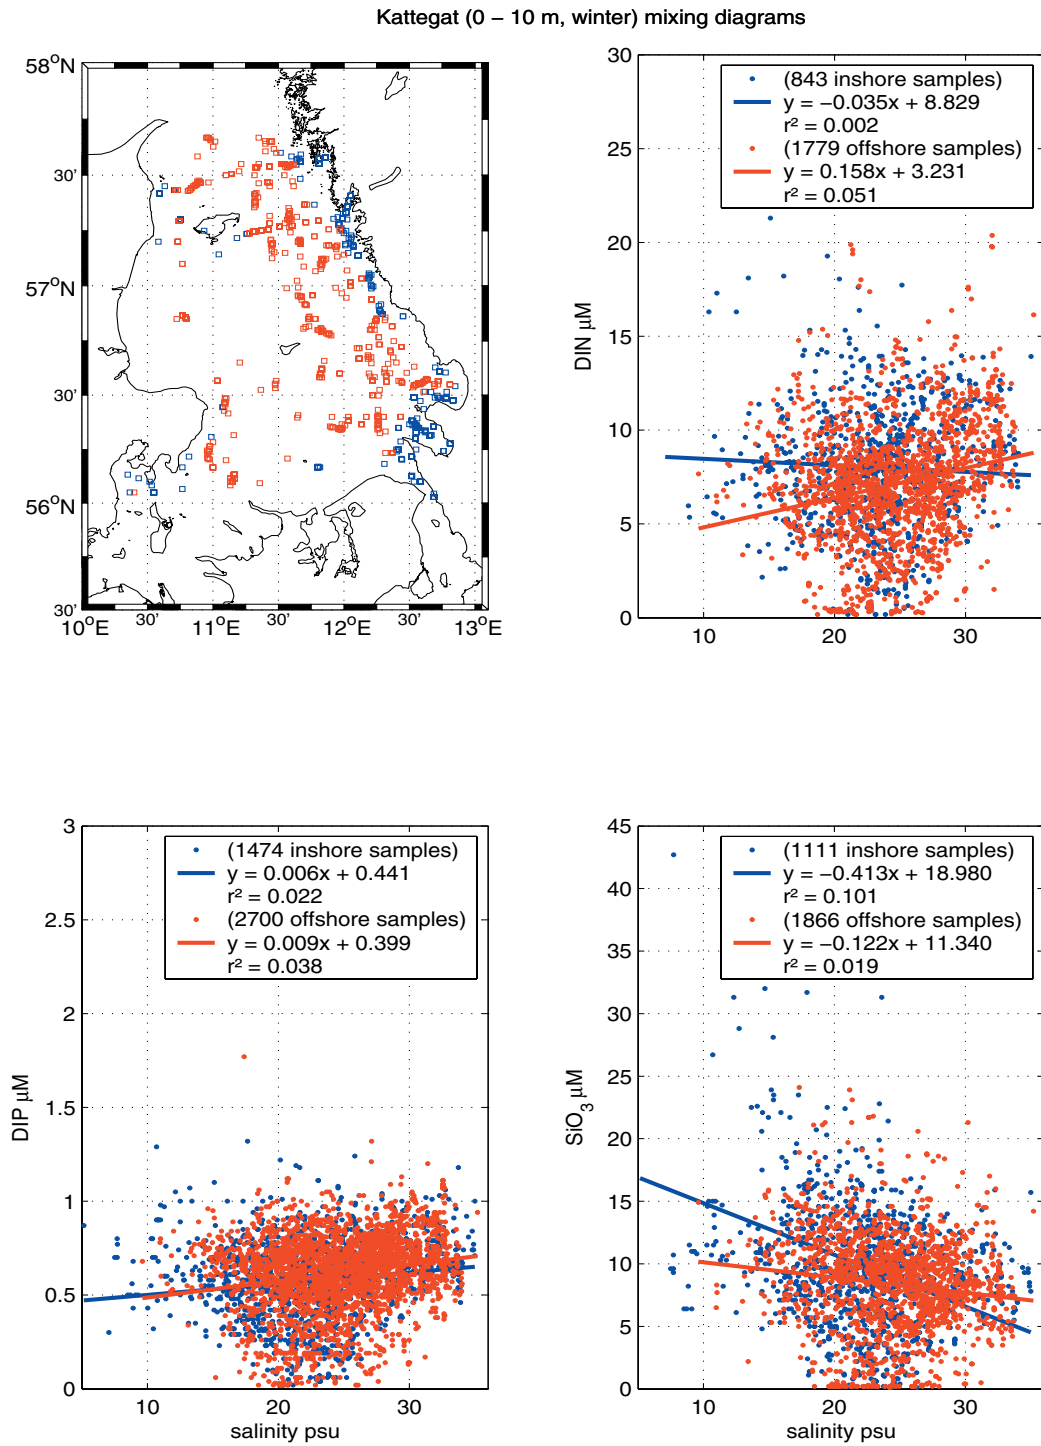 Kattegat (0 – 10 m, winter) mixing diagrams
58°N
30'
57°N
30'
56°N
30'
10°E
30'
11°E
30'
12°E
30'
13°E
30
25
20
15
10
5
0
DIN μM
(843 inshore samples)
y = −0.035x + 8.829
r² = 0.002
(1779 offshore samples)
y = 0.158x + 3.231
r² = 0.051
10
20
30
3
2.5
2
1.5
1
0.5
0
DIP μM
(1474 inshore samples)
y = 0.006x + 0.441
r² = 0.022
(2700 offshore samples)
y = 0.009x + 0.399
r² = 0.038
10
20
30
salinity psu
45
40
35
30
25
20
15
10
5
0
SiO₃ μM
(1111 inshore samples)
y = −0.413x + 18.980
r² = 0.101
(1866 offshore samples)
y = −0.122x + 11.340
r² = 0.019
10
20
30
salinity psu